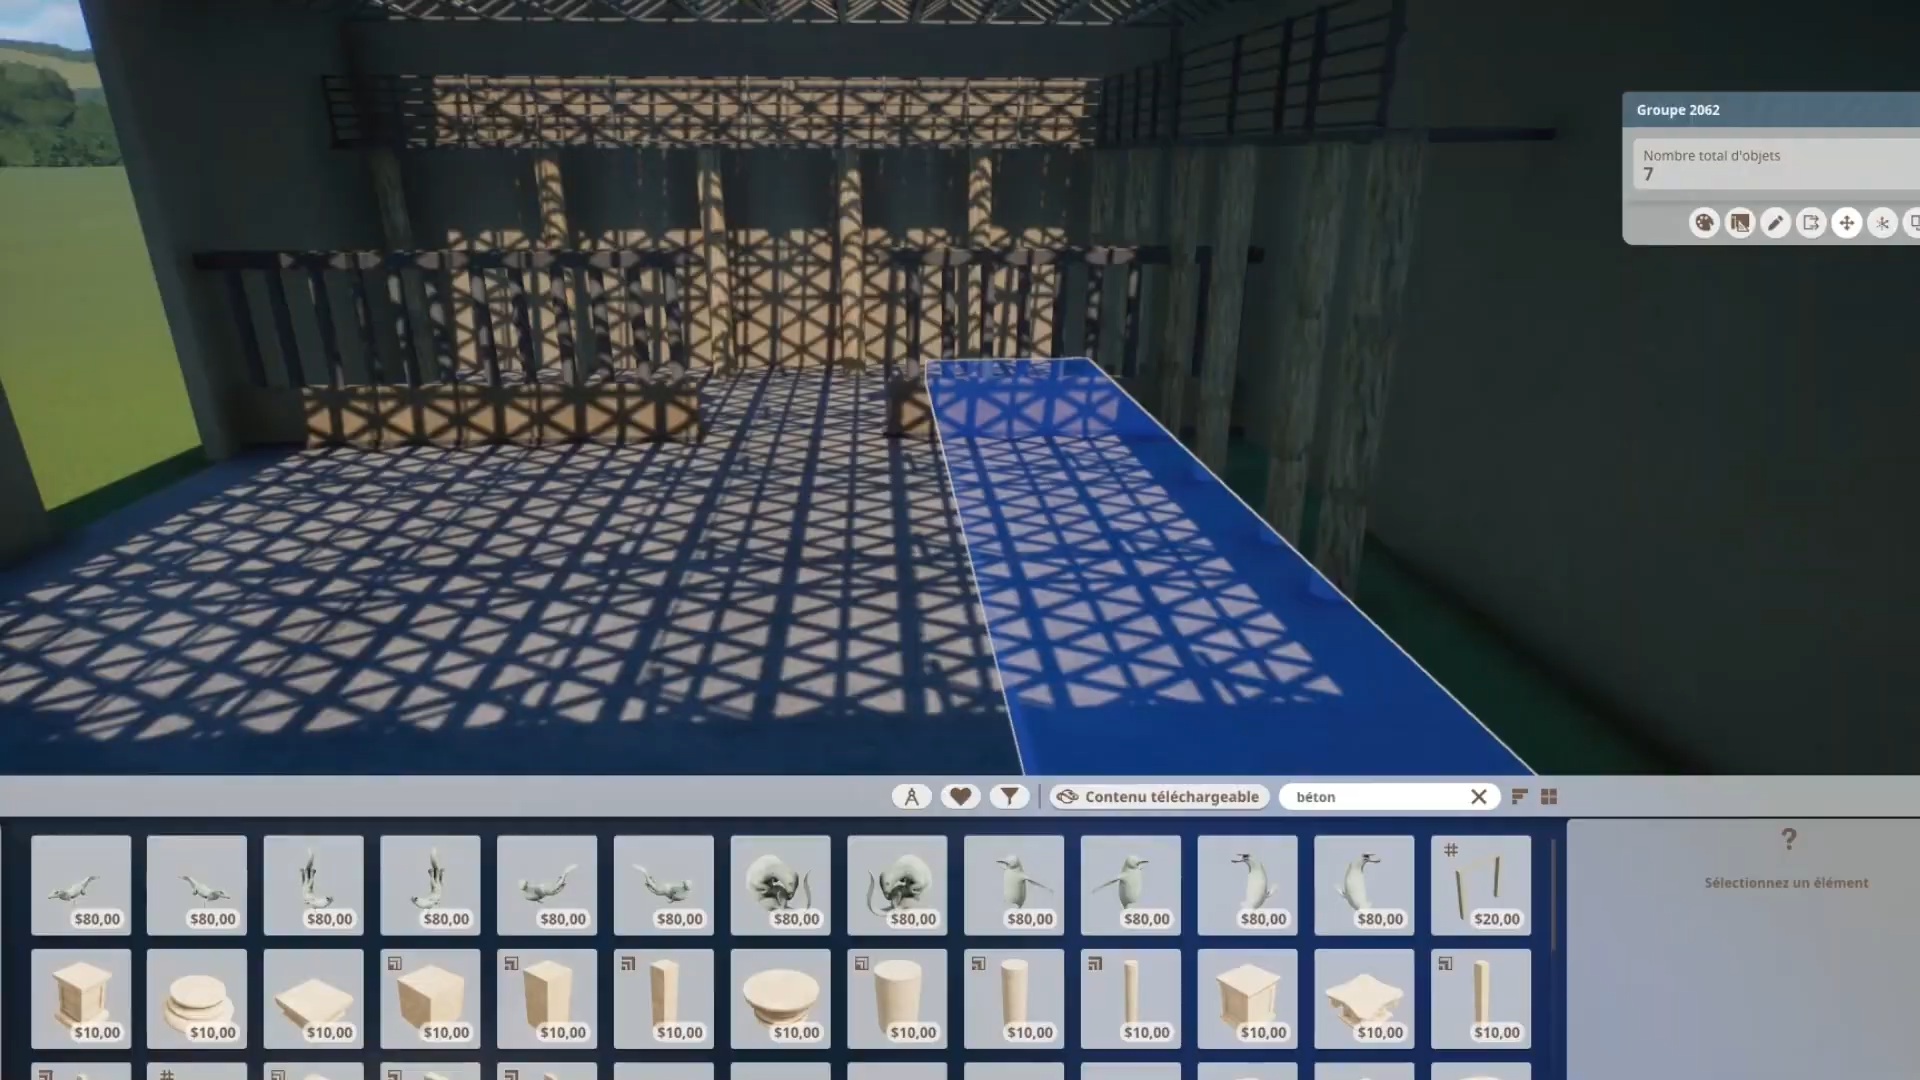 Groupe 2062
Nombre total d'objets
7
Contenu téléchargeable
béton
$80,00 $80,00 $80,00 $80,00 $80,00 $80,00 $80,00 $80,00 $80,00 $80,00 $80,00 $80,00 $20,00
?
Sélectionnez un élément
$10,00 $10,00 $10,00 $10,00 $10,00 $10,00 $10,00 $10,00 $10,00 $10,00 $10,00 $10,00 $10,00